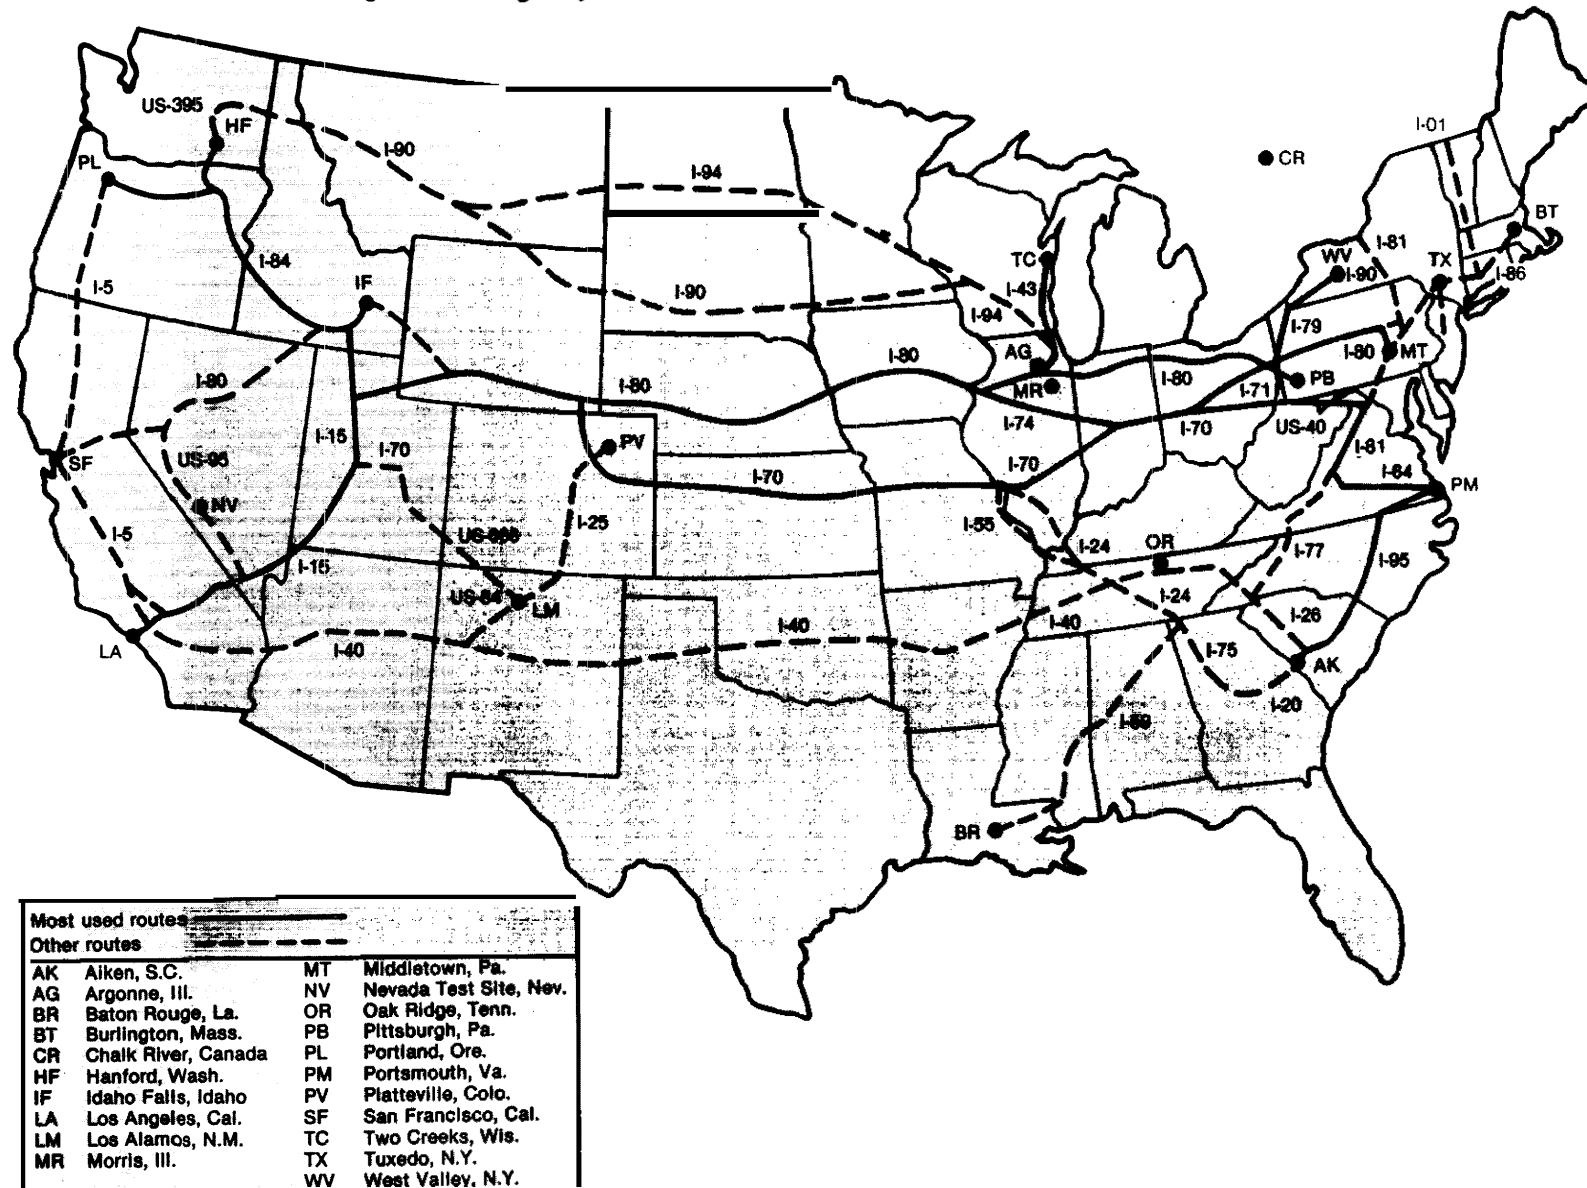 US-395
HF
I-90
PL
I-94
CR
I-01
BT
I-81
WV
I-90
TX
I-86
I-84
TC
I-5
IF
I-43
I-90
I-94
I-79
AG
I-80
I-80
MT
I-80
I-80
MR
I-80
I-71
PB
I-74
I-70
US-40
I-15
I-70
PV
I-81
SF
US-95
I-70
I-70
I-64
PM
NV
I-5
I-25
I-55
US-666
I-24
OR
I-77
I-95
I-15
US-84
LM
I-24
I-40
I-40
I-26
LA
I-40
I-75
AK
I-20
I-59
BR
Most used routes
Other routes
AK Aiken, S.C.
AG Argonne, Ill.
BR Baton Rouge, La.
BT Burlington, Mass.
CR Chalk River, Canada
HF Hanford, Wash.
IF Idaho Falls, Idaho
LA Los Angeles, Cal.
LM Los Alamos, N.M.
MR Morris, Ill.
MT Middletown, Pa.
NV Nevada Test Site, Nev.
OR Oak Ridge, Tenn.
PB Pittsburgh, Pa.
PL Portland, Ore.
PM Portsmouth, Va.
PV Platteville, Colo.
SF San Francisco, Cal.
TC Two Creeks, Wis.
TX Tuxedo, N.Y.
WV West Valley, N.Y.